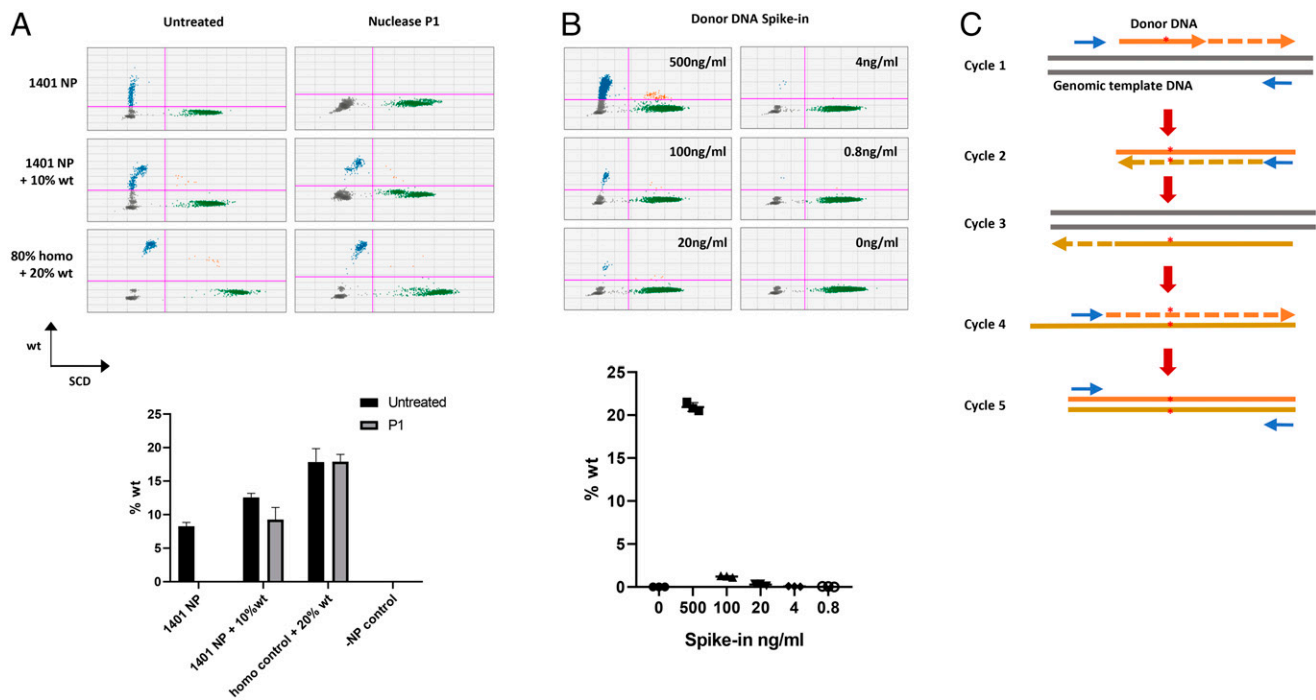 A
Untreated
Nuclease P1
1401 NP
1401 NP
+ 10% wt
80% homo
+ 20% wt
wt
SCD
Untreated
P1
% wt
25
20
15
10
5
0
1401 NP
1401 NP + 10%wt
homo control + 20% wt
-NP control
B
Donor DNA Spike-in
500ng/ml
4ng/ml
100ng/ml
0.8ng/ml
20ng/ml
0ng/ml
% wt
25
20
15
10
5
0
0 500 100 20 4 0.8
Spike-in ng/ml
C
Donor DNA
*
Cycle 1
Genomic template DNA
Cycle 2
*
*
Cycle 3
*
Cycle 4
*
*
Cycle 5
*
*